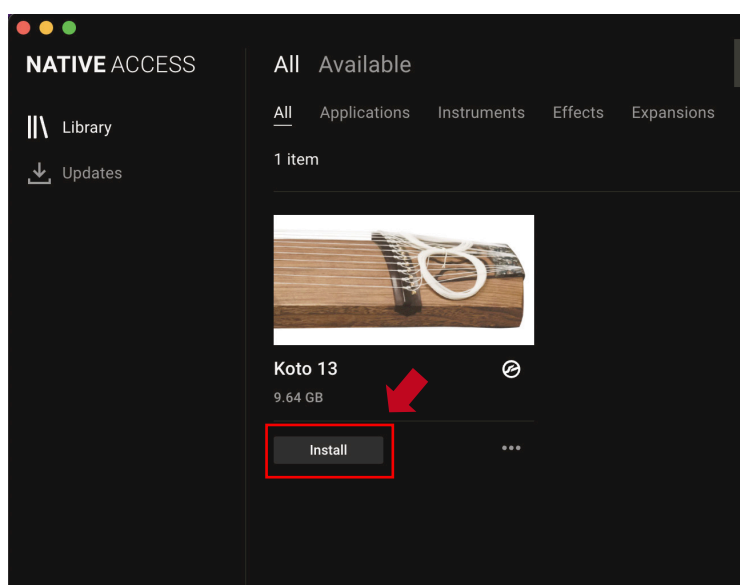 NATIVE ACCESS
Library
Updates
All Available
All Applications Instruments Effects Expansions
1 item
Koto 13
9.64 GB
Install